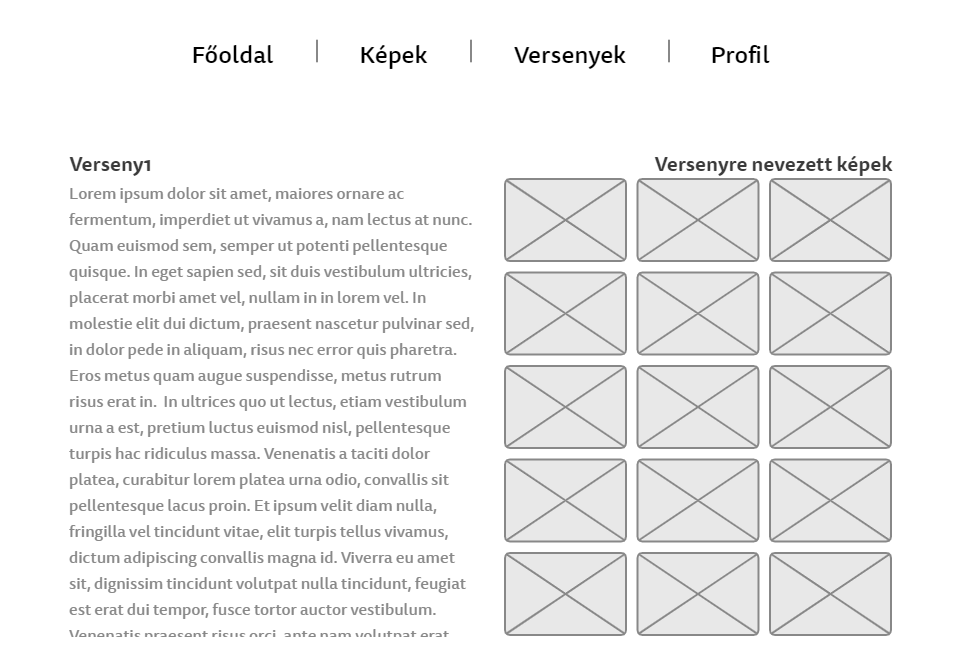 Főoldal | Képek | Versenyek | Profil
Verseny1
Lorem ipsum dolor sit amet, maiores ornare ac
fermentum, imperdiet ut vivamus a, nam lectus at nunc.
Quam euismod sem, semper ut potenti pellentesque
quisque. In eget sapien sed, sit duis vestibulum ultricies,
placerat morbi amet vel, nullam in in lorem vel. In
molestie elit dui dictum, praesent nascetur pulvinar sed,
in dolor pede in aliquam, risus nec error quis pharetra.
Eros metus quam augue suspendisse, metus rutrum
risus erat in.  In ultrices quo ut lectus, etiam vestibulum
urna a est, pretium luctus euismod nisl, pellentesque
turpis hac ridiculus massa. Venenatis a taciti dolor
platea, curabitur lorem platea urna odio, convallis sit
pellentesque lacus proin. Et ipsum velit diam nulla,
fringilla vel tincidunt vitae, elit turpis tellus vivamus,
dictum adipiscing convallis magna id. Viverra eu amet
sit, dignissim tincidunt volutpat nulla tincidunt, feugiat
est erat dui tempor, fusce tortor auctor vestibulum.
Venenatis praesent risus orci, ante nam volutpat erat
Versenyre nevezett képek